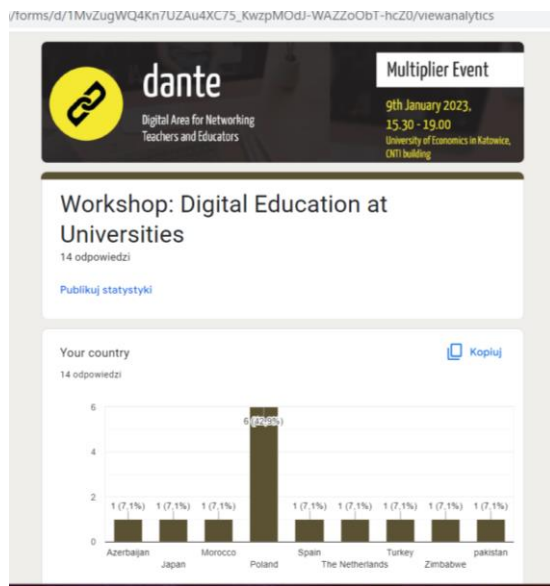 /forms/d/1MvZugWQ4Kn7UZAu4XC75_KwzpMOdJ-WAZZoObT-hcZ0/viewanalytics
dante
Digital Area for Networking
Teachers and Educators
Multiplier Event
9th January 2023,
15.30 - 19.00
University of Economics in Katowice,
CNTI building
Workshop: Digital Education at
Universities
14 odpowiedzi
Publikuj statystyki
Your country
Kopiuj
14 odpowiedzi
6
4
2
0
1 (7,1%)
1 (7,1%)
1 (7,1%)
6 (42,9%)
1 (7,1%)
1 (7,1%)
1 (7,1%)
1 (7,1%)
1 (7,1%)
Azerbaijan
Japan
Morocco
Poland
Spain
The Netherlands
Turkey
Zimbabwe
pakistan